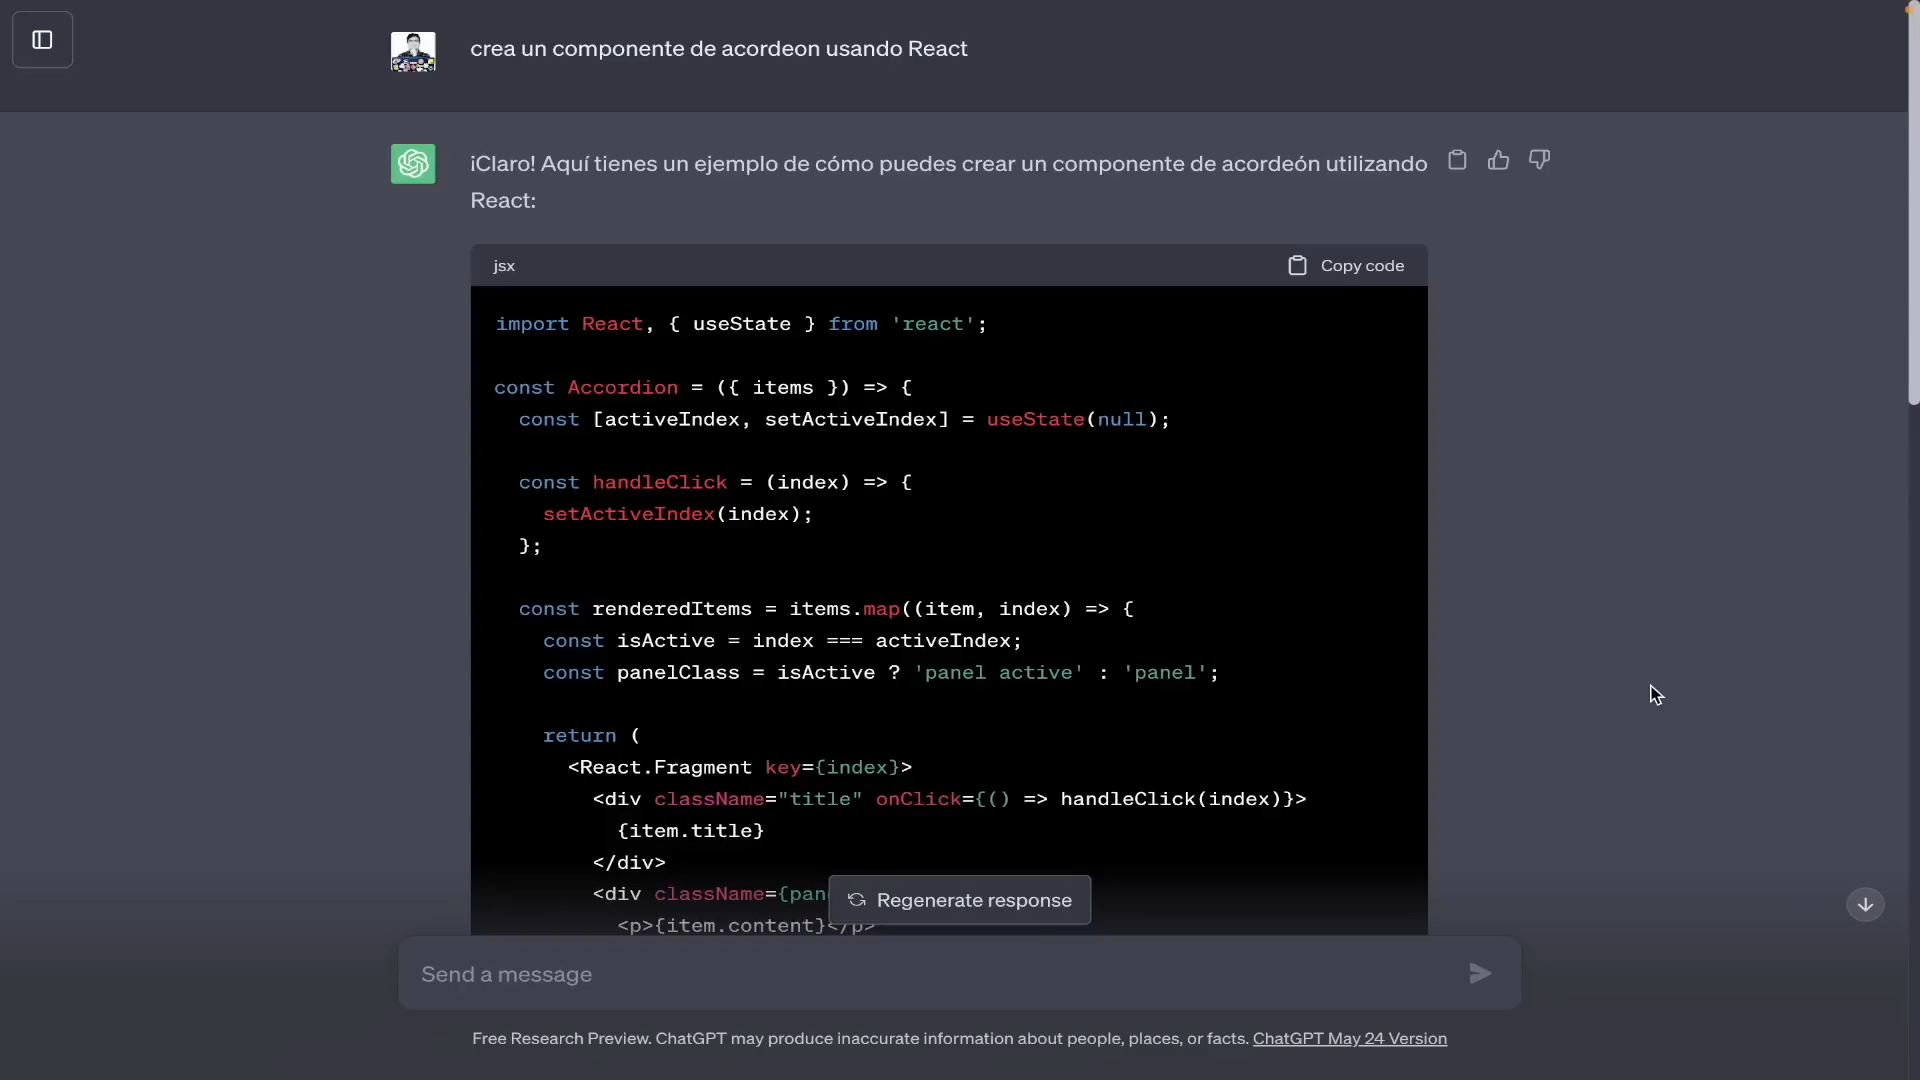 crea un componente de acordeon usando React
¡Claro! Aquí tienes un ejemplo de cómo puedes crear un componente de acordeón utilizando
React:
jsx
Copy code
import React, { useState } from 'react';
const Accordion = ({ items }) => {
const [activeIndex, setActiveIndex] = useState(null);
const handleClick = (index) => {
setActiveIndex(index);
};
const renderedItems = items.map((item, index) => {
const isActive = index === activeIndex;
const panelClass = isActive ? 'panel active' : 'panel';
return (
<React.Fragment key={index}>
<div className="title" onClick={() => handleClick(index)}>
{item.title}
</div>
<div className={pan
Regenerate response
<p>{item.content}</p>
Send a message
Free Research Preview. ChatGPT may produce inaccurate information about people, places, or facts. ChatGPT May 24 Version